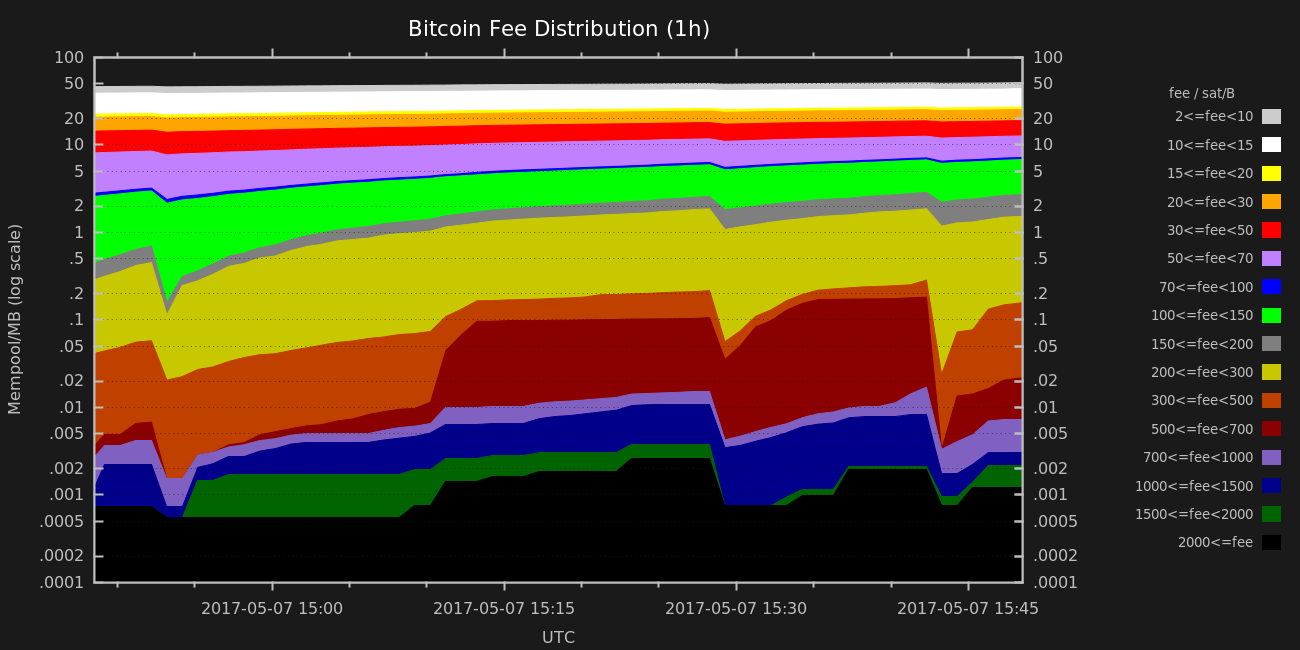 Bitcoin Fee Distribution (1h)
Mempool/MB (log scale)
100
50
20
10
5
2
1
.5
.2
.1
.05
.02
.01
.005
.002
.001
.0005
.0002
.0001
100
50
20
10
5
2
1
.5
.2
.1
.05
.02
.01
.005
.002
.001
.0005
.0002
.0001
2017-05-07 15:00
2017-05-07 15:15
2017-05-07 15:30
2017-05-07 15:45
UTC
fee / sat/B
2<=fee<10
10<=fee<15
15<=fee<20
20<=fee<30
30<=fee<50
50<=fee<70
70<=fee<100
100<=fee<150
150<=fee<200
200<=fee<300
300<=fee<500
500<=fee<700
700<=fee<1000
1000<=fee<1500
1500<=fee<2000
2000<=fee